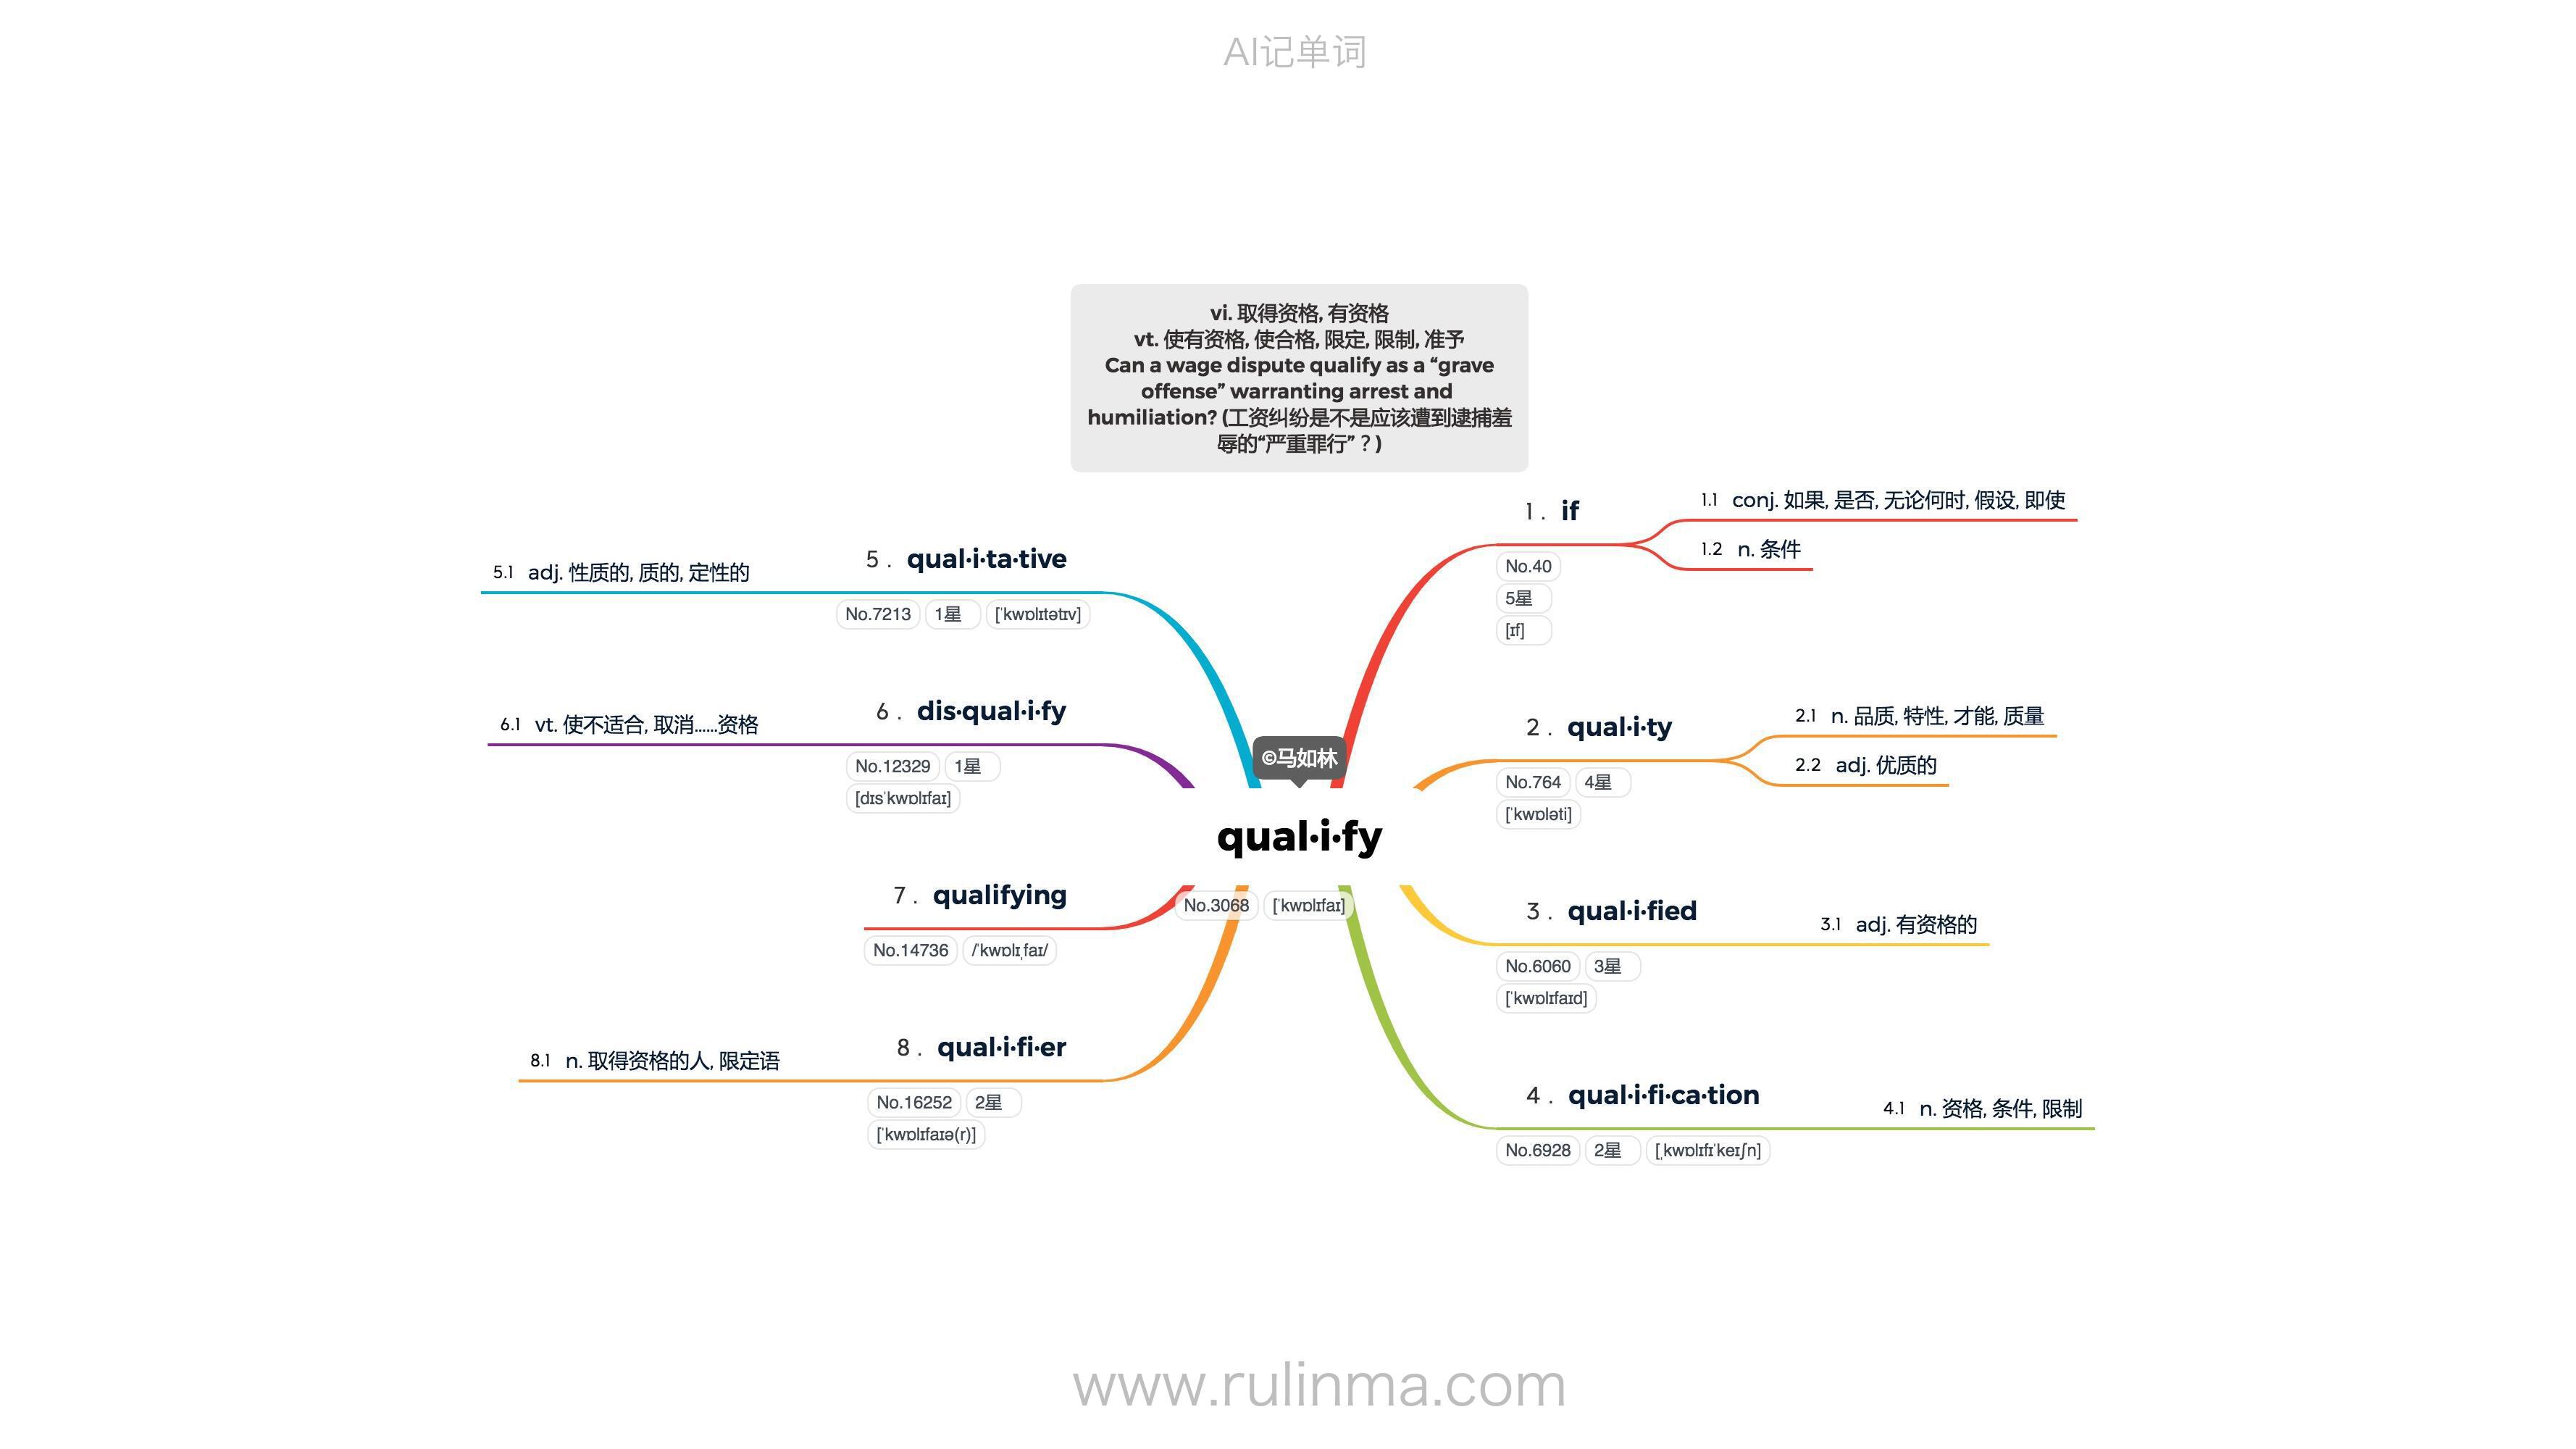 AI记单词
vi. 取得资格, 有资格
vt. 使有资格, 使合格, 限定, 限制, 准予
Can a wage dispute qualify as a “grave
offense” warranting arrest and
humiliation? (工资纠纷是不是应该遭到逮捕羞
辱的“严重罪行”？)
©马如林
qual·i·fy
No.3068 [ˈkwɒlɪfaɪ]
1 . if
No.40
5星
[ɪf]
1.1 conj. 如果, 是否, 无论何时, 假设, 即使
1.2 n. 条件
2 . qual·i·ty
No.764 4星
[ˈkwɒləti]
2.1 n. 品质, 特性, 才能, 质量
2.2 adj. 优质的
3 . qual·i·fied
No.6060 3星
[ˈkwɒlɪfaɪd]
3.1 adj. 有资格的
4 . qual·i·fi·ca·tion
No.6928 2星 [ˌkwɒlɪfɪˈkeɪʃn]
4.1 n. 资格, 条件, 限制
5 . qual·i·ta·tive
No.7213 1星 [ˈkwɒlɪtətɪv]
5.1 adj. 性质的, 质的, 定性的
6 . dis·qual·i·fy
No.12329 1星
[dɪsˈkwɒlɪfaɪ]
6.1 vt. 使不适合, 取消……资格
7 . qualifying
No.14736 /ˈkwɒlɪˌfaɪ/
8 . qual·i·fi·er
No.16252 2星
[ˈkwɒlɪfaɪə(r)]
8.1 n. 取得资格的人, 限定语
www.rulinma.com